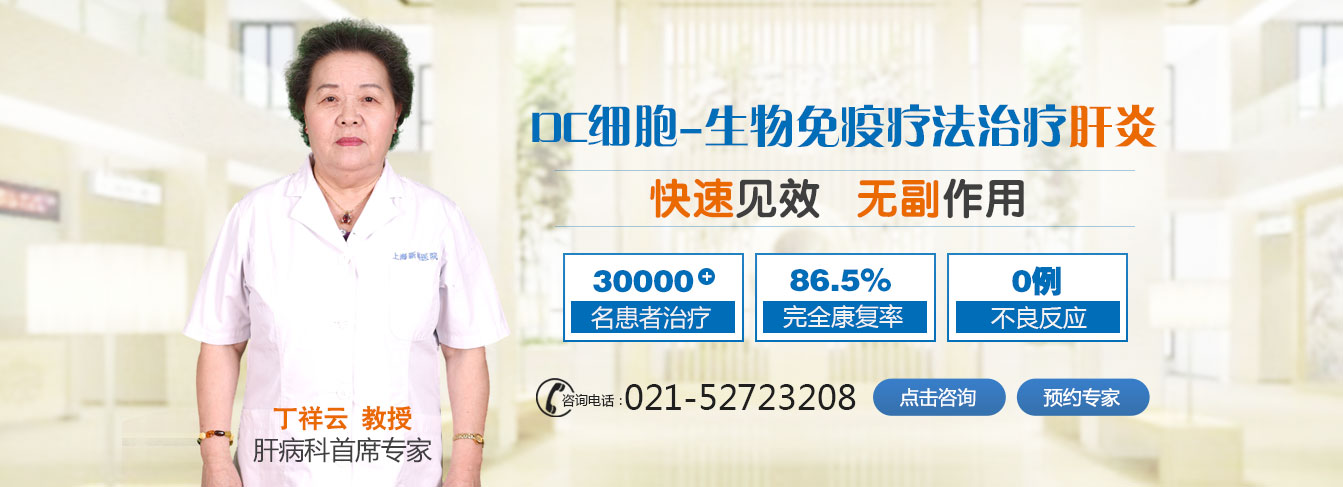 DC细胞-生物免疫疗法治疗肝炎
快速见效 无副作用
30000+
名患者治疗
86.5%
完全康复率
0例
不良反应
咨询电话：021-52723208
点击咨询
预约专家
丁祥云 教授
肝病科首席专家